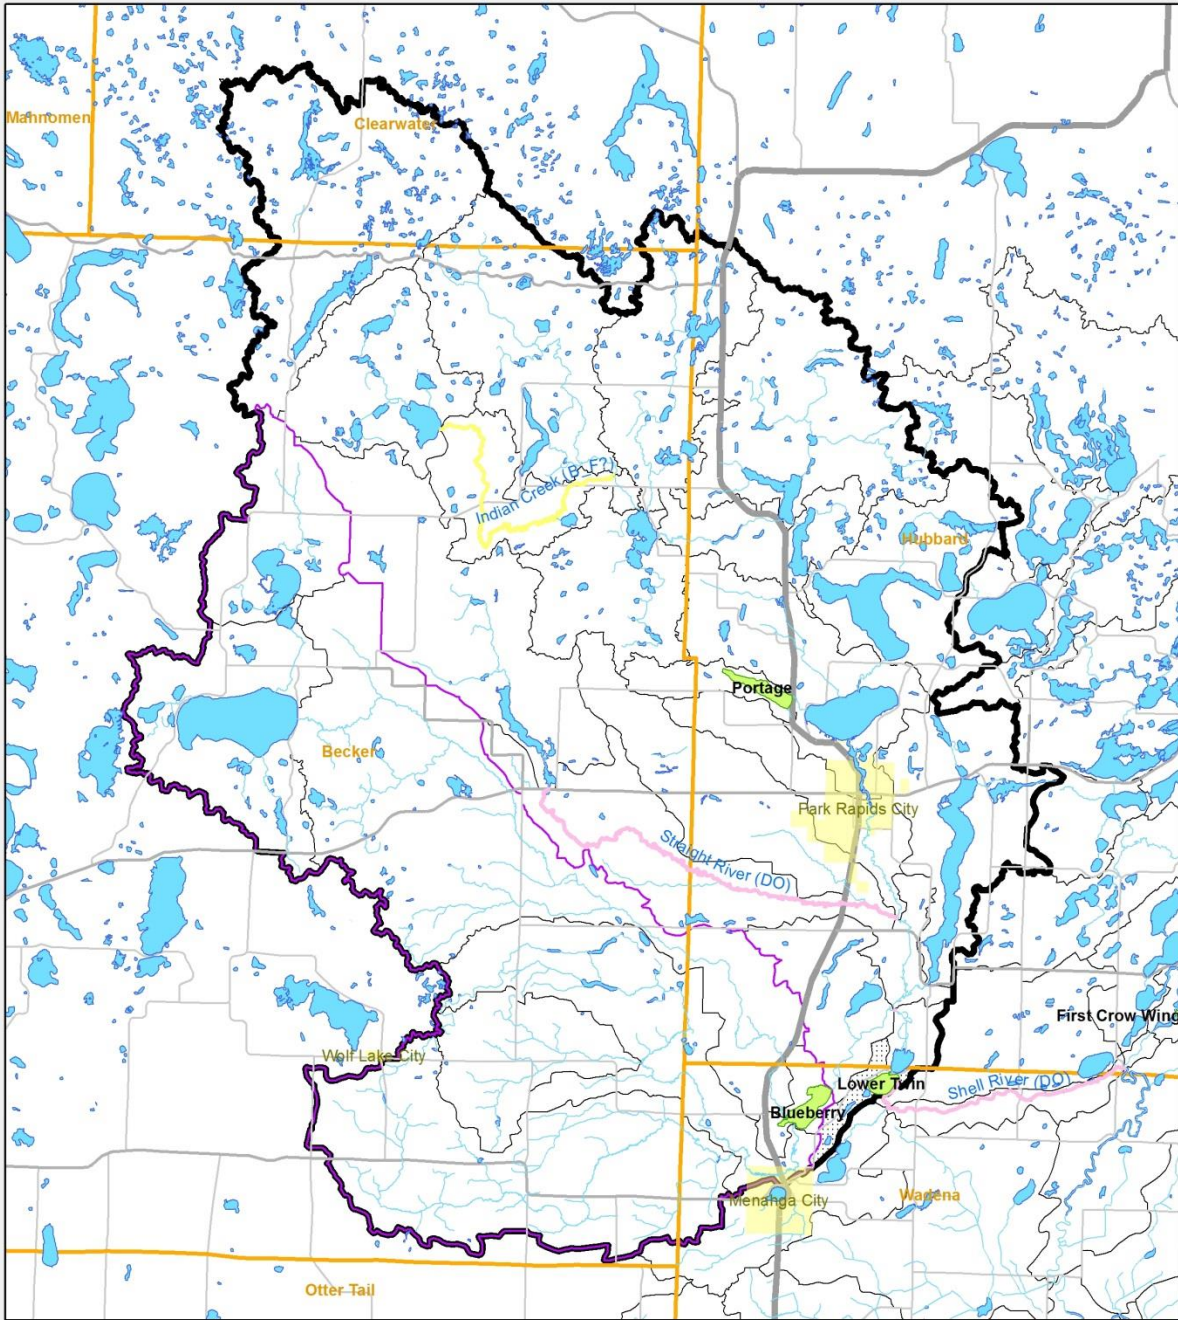 Mahnomen
Clearwater
Indian Creek (B- F?)
Hubbard
Portage
Becker
Park Rapids City
Straight River (DO)
First Crow Wing
Wolf Lake City
Lower Twin
Shell River (DO)
Blueberry
Menahga City
Wadena
Otter Tail